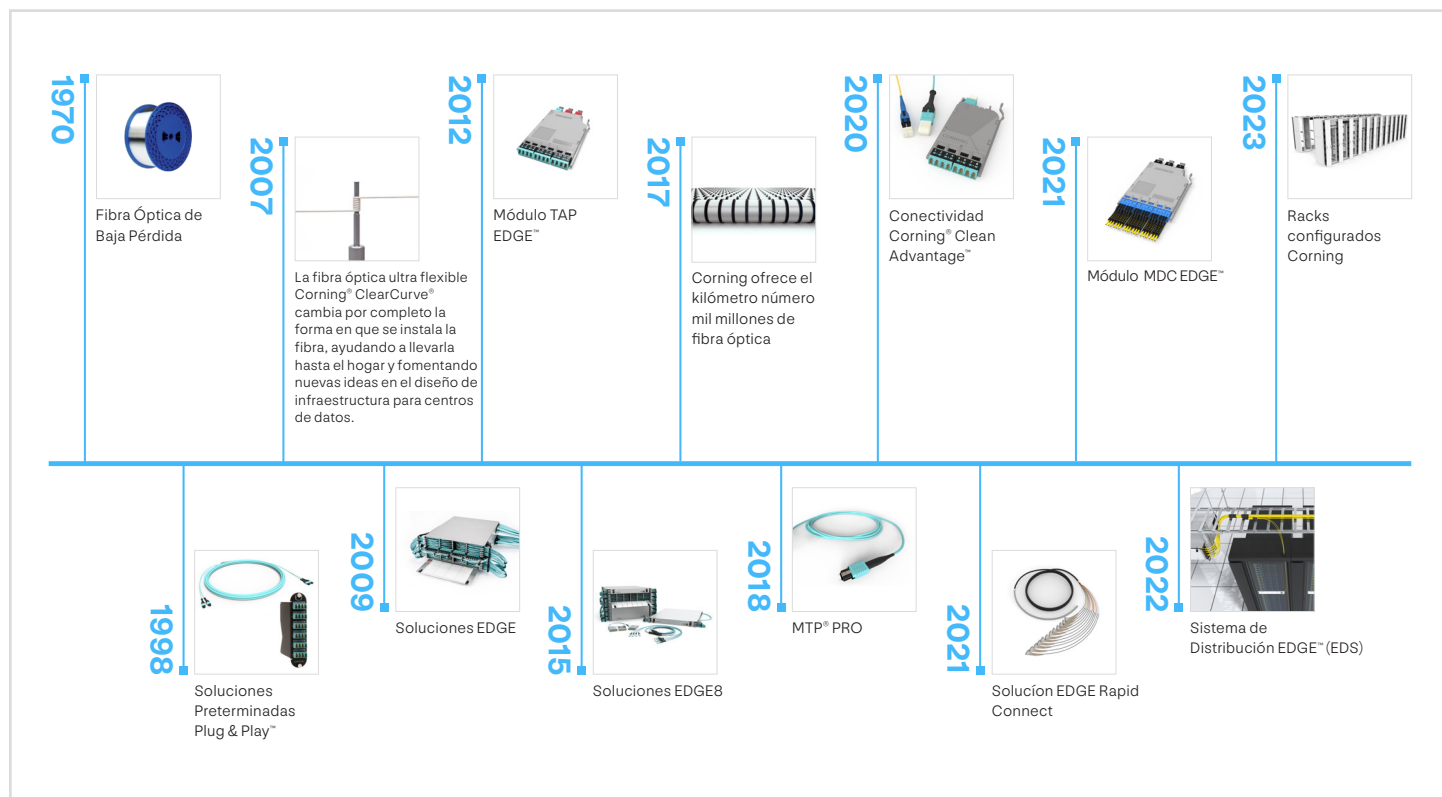 1970
Fibra Óptica de
Baja Pérdida
1998
Soluciones
Preterminadas
Plug & Play™
2007
La fibra óptica ultra flexible
Corning® ClearCurve®
cambia por completo la
forma en que se instala la
fibra, ayudando a llevarla
hasta el hogar y fomentando
nuevas ideas en el diseño de
infraestructura para centros
de datos.
2009
Soluciones EDGE
2012
Módulo TAP
EDGE™
2015
Soluciones EDGE8
2017
Corning ofrece el
kilómetro número
mil millones de
fibra óptica
2018
MTP® PRO
2020
Conectividad
Corning® Clean
Advantage™
2021
Solucíon EDGE Rapid
Connect
2021
Módulo MDC EDGE™
2022
Sistema de
Distribución EDGE™ (EDS)
2023
Racks
configurados
Corning